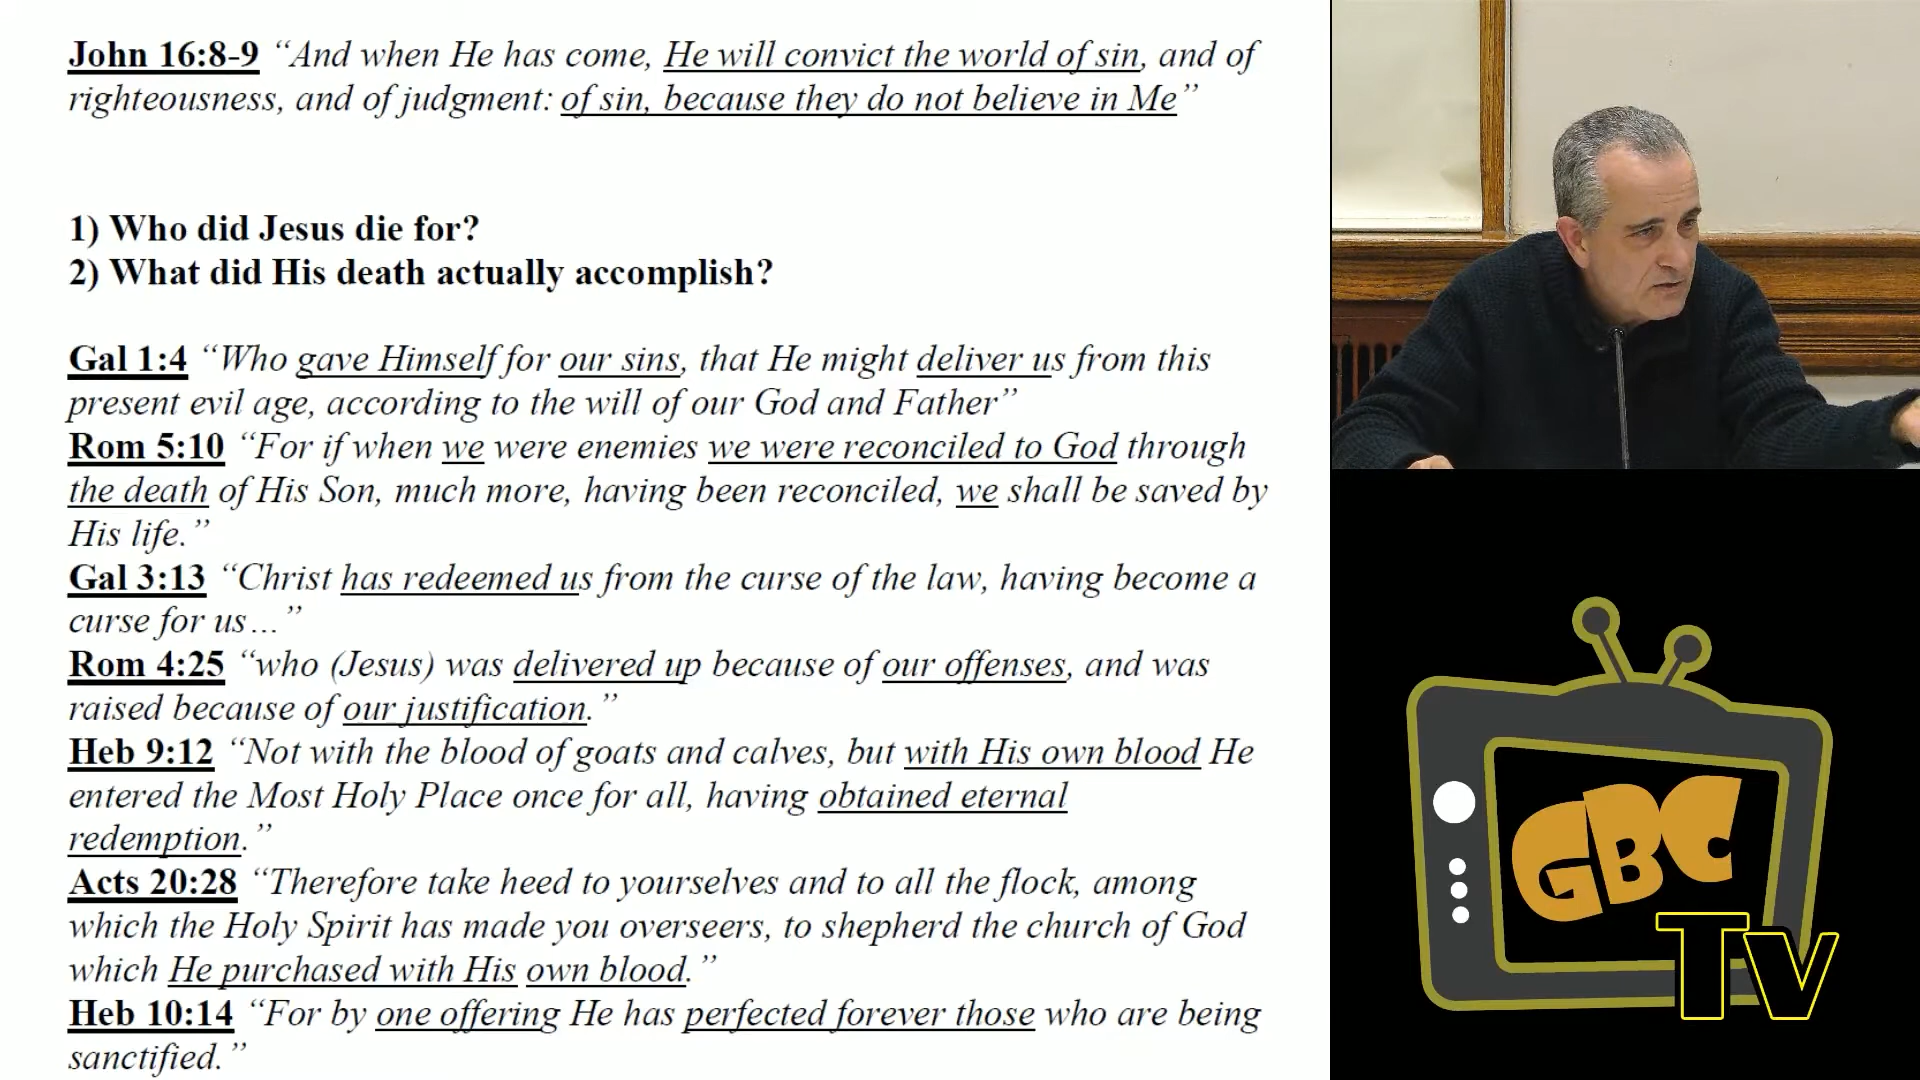 John 16:8-9 “And when He has come, He will convict the world of sin, and of
righteousness, and of judgment: of sin, because they do not believe in Me”
1) Who did Jesus die for?
2) What did His death actually accomplish?
Gal 1:4 “Who gave Himself for our sins, that He might deliver us from this
present evil age, according to the will of our God and Father”
Rom 5:10 “For if when we were enemies we were reconciled to God through
the death of His Son, much more, having been reconciled, we shall be saved by
His life.”
Gal 3:13 “Christ has redeemed us from the curse of the law, having become a
curse for us…”
Rom 4:25 “who (Jesus) was delivered up because of our offenses, and was
raised because of our justification.”
Heb 9:12 “Not with the blood of goats and calves, but with His own blood He
entered the Most Holy Place once for all, having obtained eternal
redemption.”
Acts 20:28 “Therefore take heed to yourselves and to all the flock, among
which the Holy Spirit has made you overseers, to shepherd the church of God
which He purchased with His own blood.”
Heb 10:14 “For by one offering He has perfected forever those who are being
sanctified.”
GBC
TV